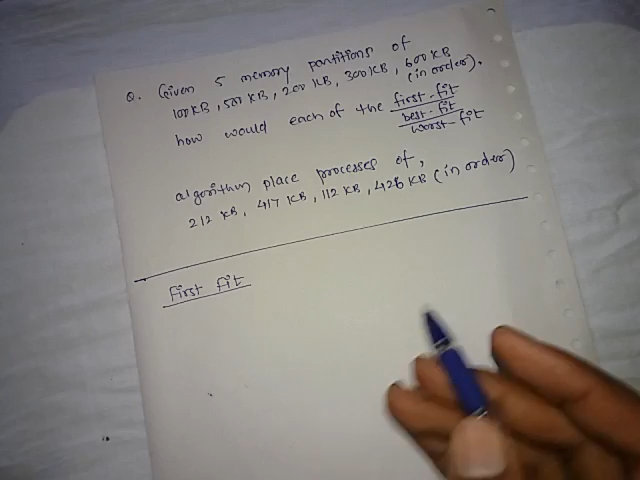 Q. Given 5 memory partitions of
100KB, 500 KB, 200 KB, 300KB, 600KB
(in order).
how would each of the first-fit
best-fit
worst-fit
algorithm place processes of,
212 KB, 417 KB, 112 KB, 426 KB (in order)
First fit